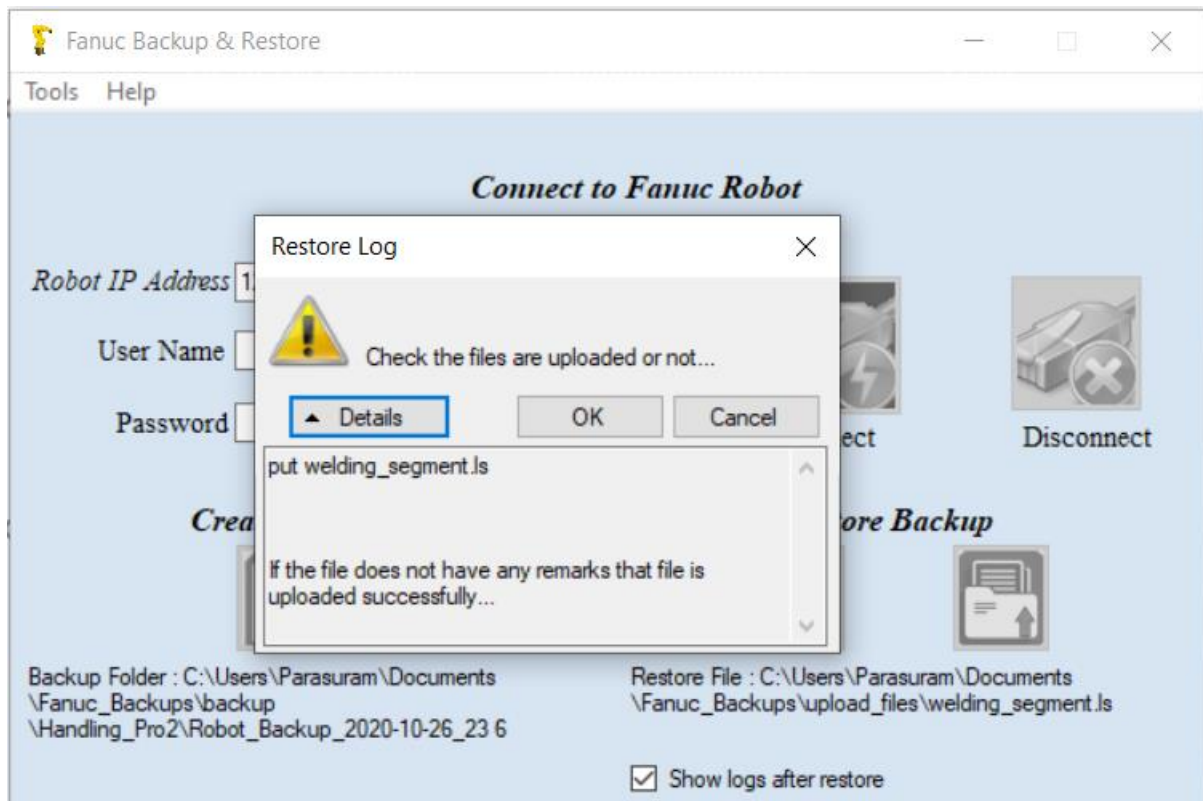 Fanuc Backup & Restore
Tools Help
Connect to Fanuc Robot
Restore Log
Robot IP Address
User Name
Check the files are uploaded or not...
Password
Details
OK
Cancel
ect
Disconnect
put welding_segment.ls
Crea
ore Backup
If the file does not have any remarks that file is
uploaded successfully...
Backup Folder : C:\Users\Parasuram\Documents
\Fanuc_Backups\backup
\Handling_Pro2\Robot_Backup_2020-10-26_23 6
Restore File : C:\Users\Parasuram\Documents
\Fanuc_Backups\upload_files\welding_segment.ls
Show logs after restore